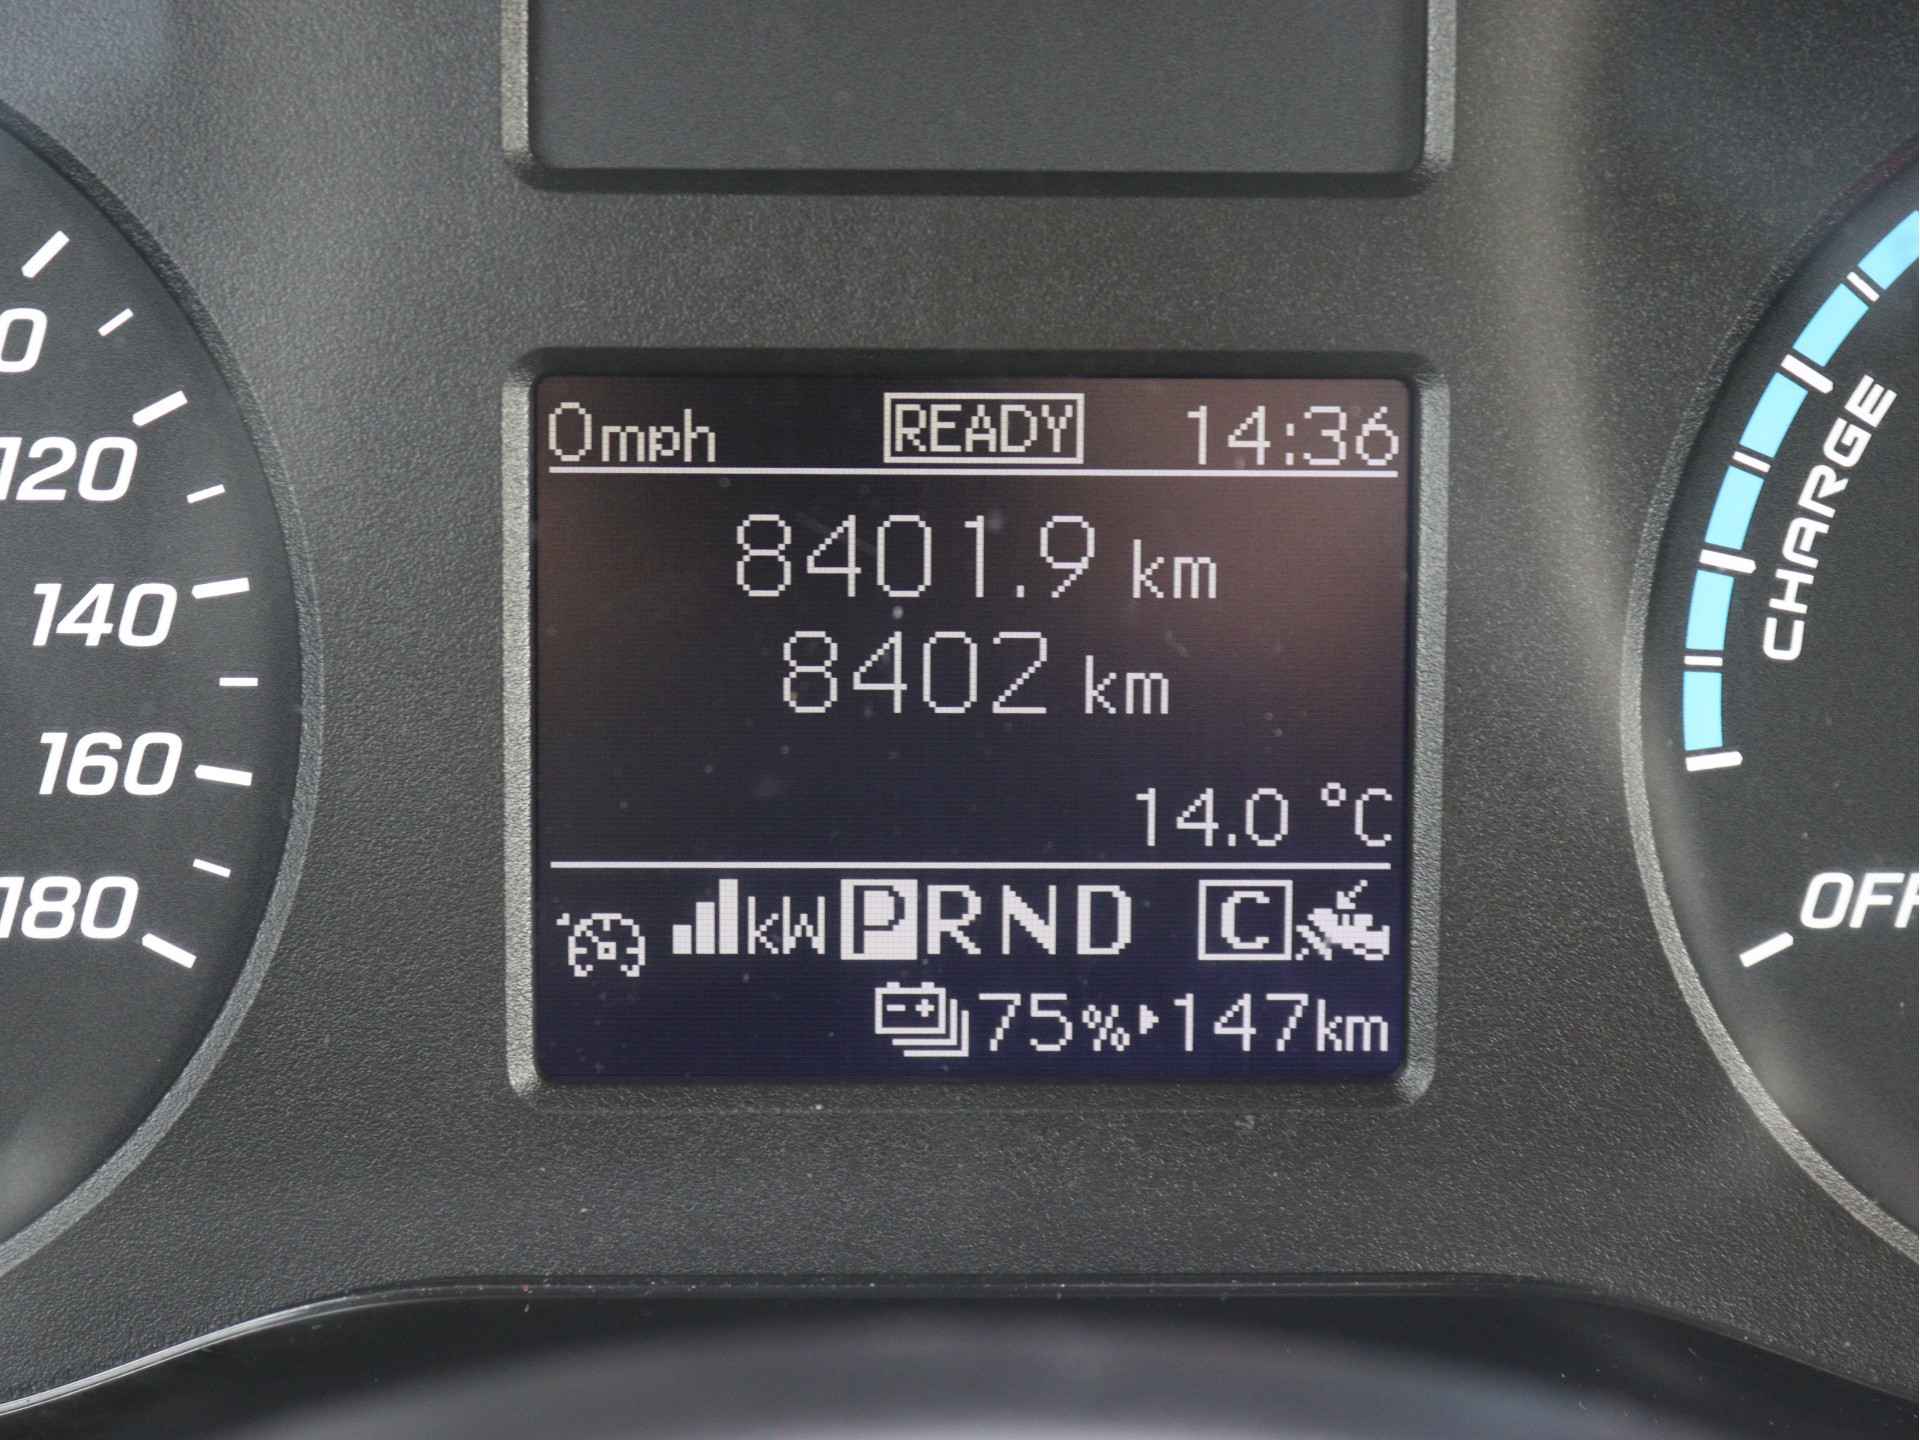 0mph READY 14:36
8401.9 km
8402 km
14.0 °C
kW PRND C
75%▸147km
120
140
160
180
CHARGE